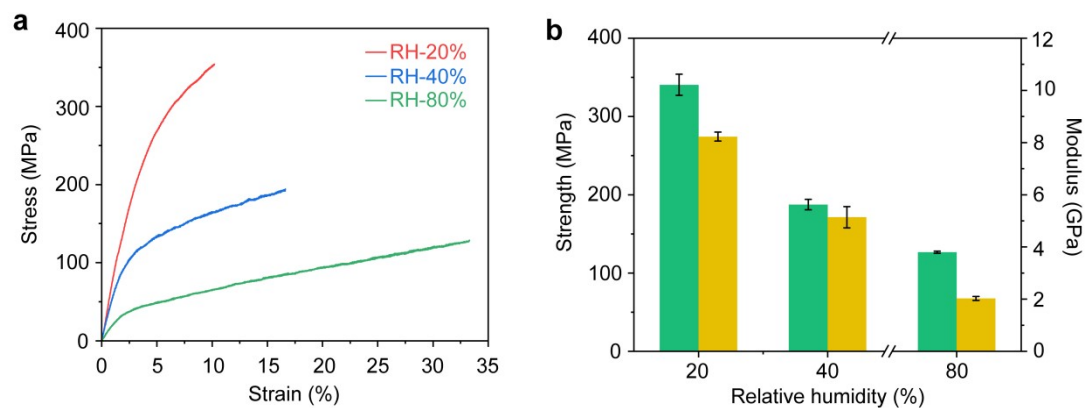 a
400
300
200
100
0
Stress (MPa)
RH-20%
RH-40%
RH-80%
0 5 10 15 20 25 30 35
Strain (%)
b
400
300
200
100
0
Strength (MPa)
12
10
8
6
4
2
0
Modulus (GPa)
20 40 80
Relative humidity (%)